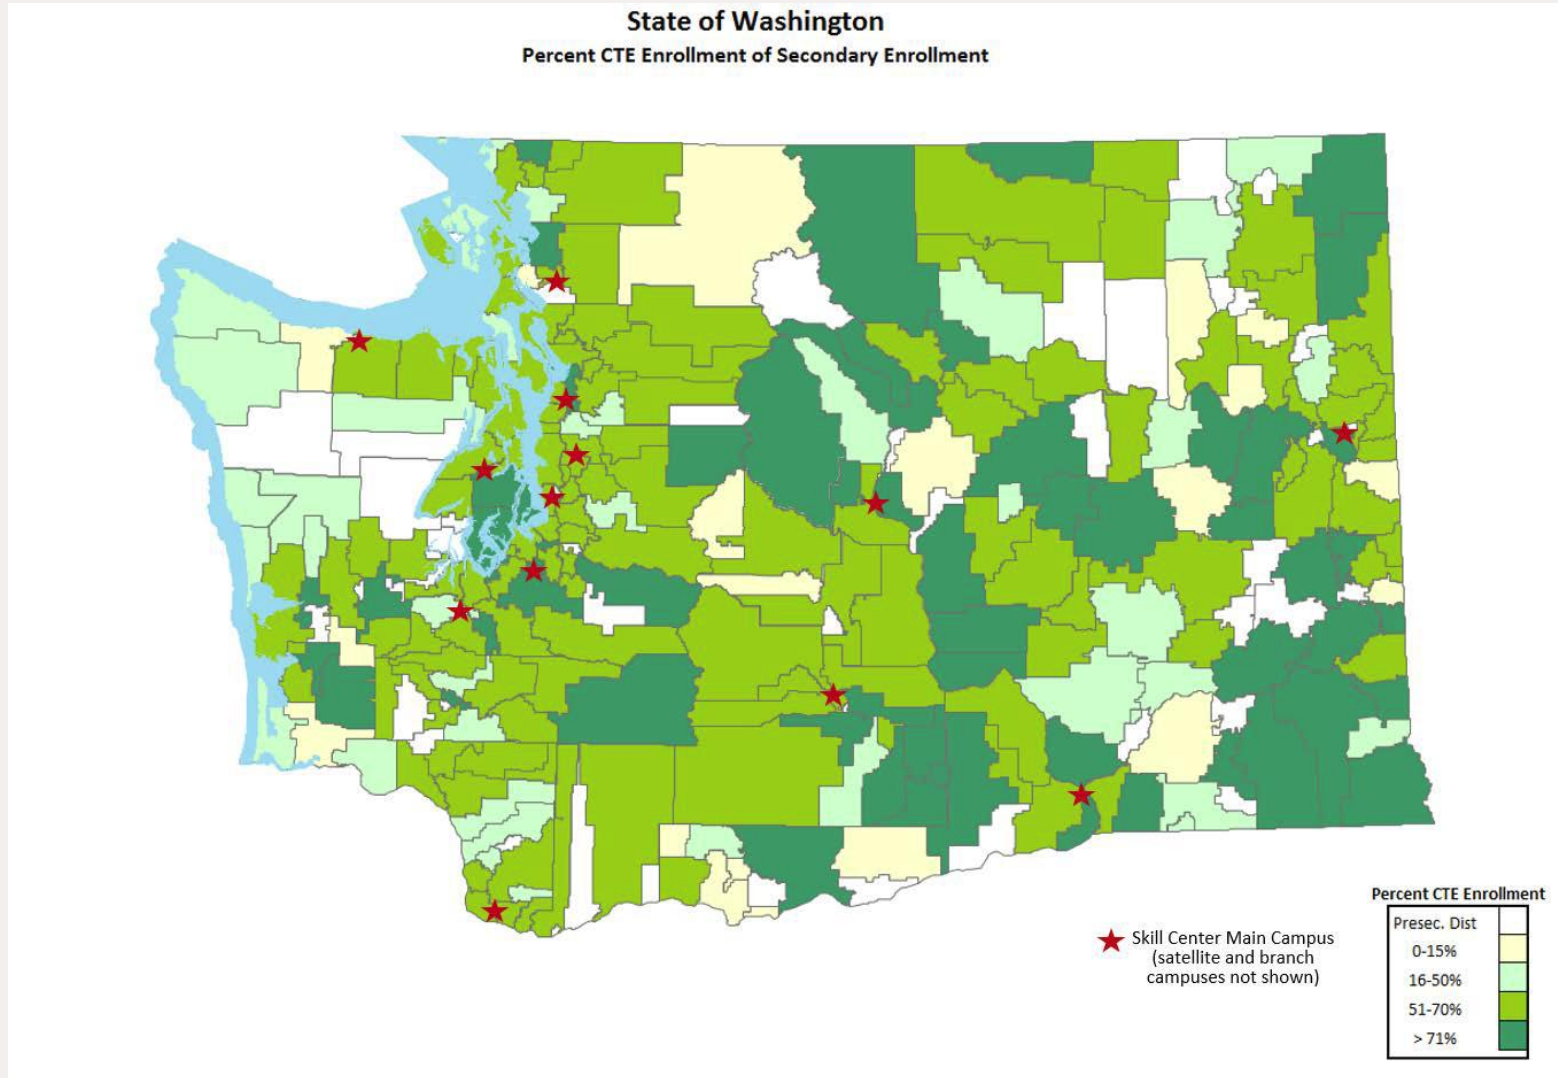 State of Washington
Percent CTE Enrollment of Secondary Enrollment
Percent CTE Enrollment
Presec. Dist
0-15%
16-50%
51-70%
> 71%
Skill Center Main Campus
(satellite and branch
campuses not shown)